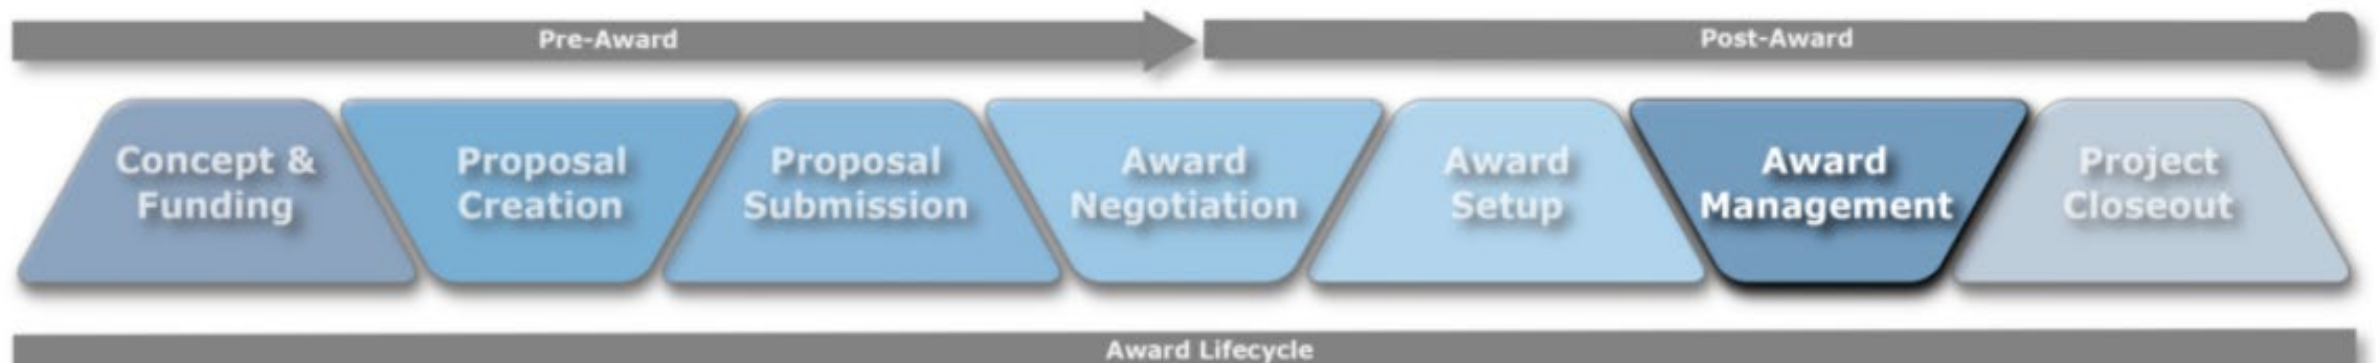 Pre-Award
Post-Award
Concept &
Funding
Proposal
Creation
Proposal
Submission
Award
Negotiation
Award
Setup
Award
Management
Project
Closeout
Award Lifecycle